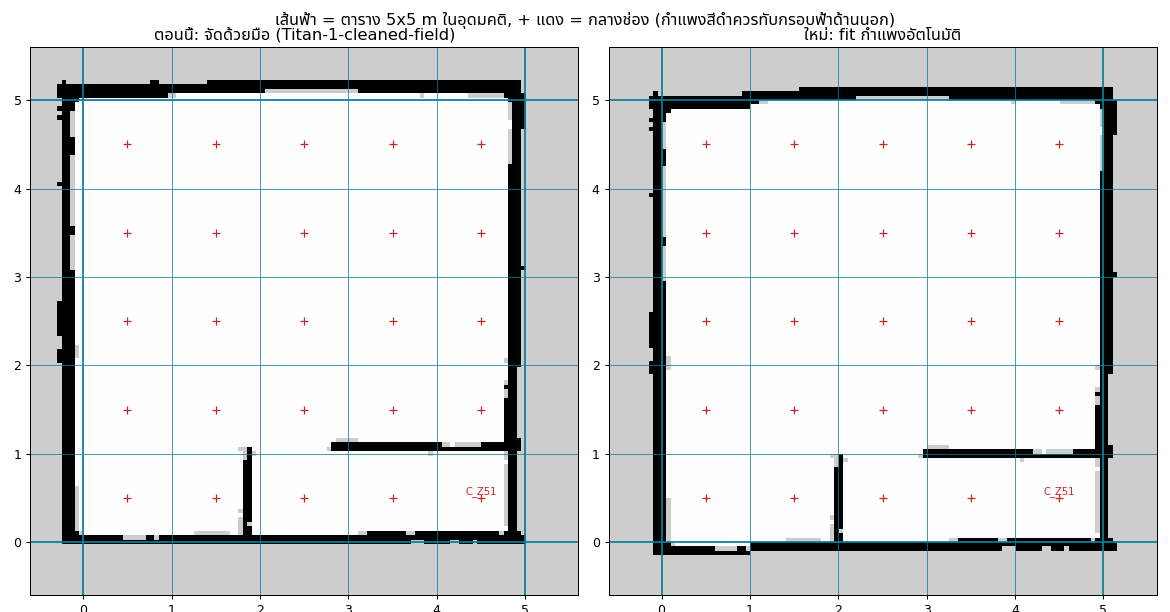 เส้นฟ้า = ตาราง 5x5 m ในอุดมคติ, + แดง = กลางช่อง (กำแพงสีดำควรทับกรอบฟ้าด้านนอก)
ตอนนี้: จัดด้วยมือ (Titan-1-cleaned-field)
ใหม่: fit กำแพงอัตโนมัติ
5
4
3
2
1
0
C_Z51
0 1 2 3 4 5
5
4
3
2
1
0
C_Z51
0 1 2 3 4 5